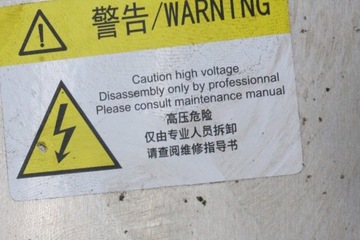 警告/WARNING
Caution high voltage
Disassembly only by professionnal
Please consult maintenance manual
高压危险
仅由专业人员拆卸
请查阅维修指导书